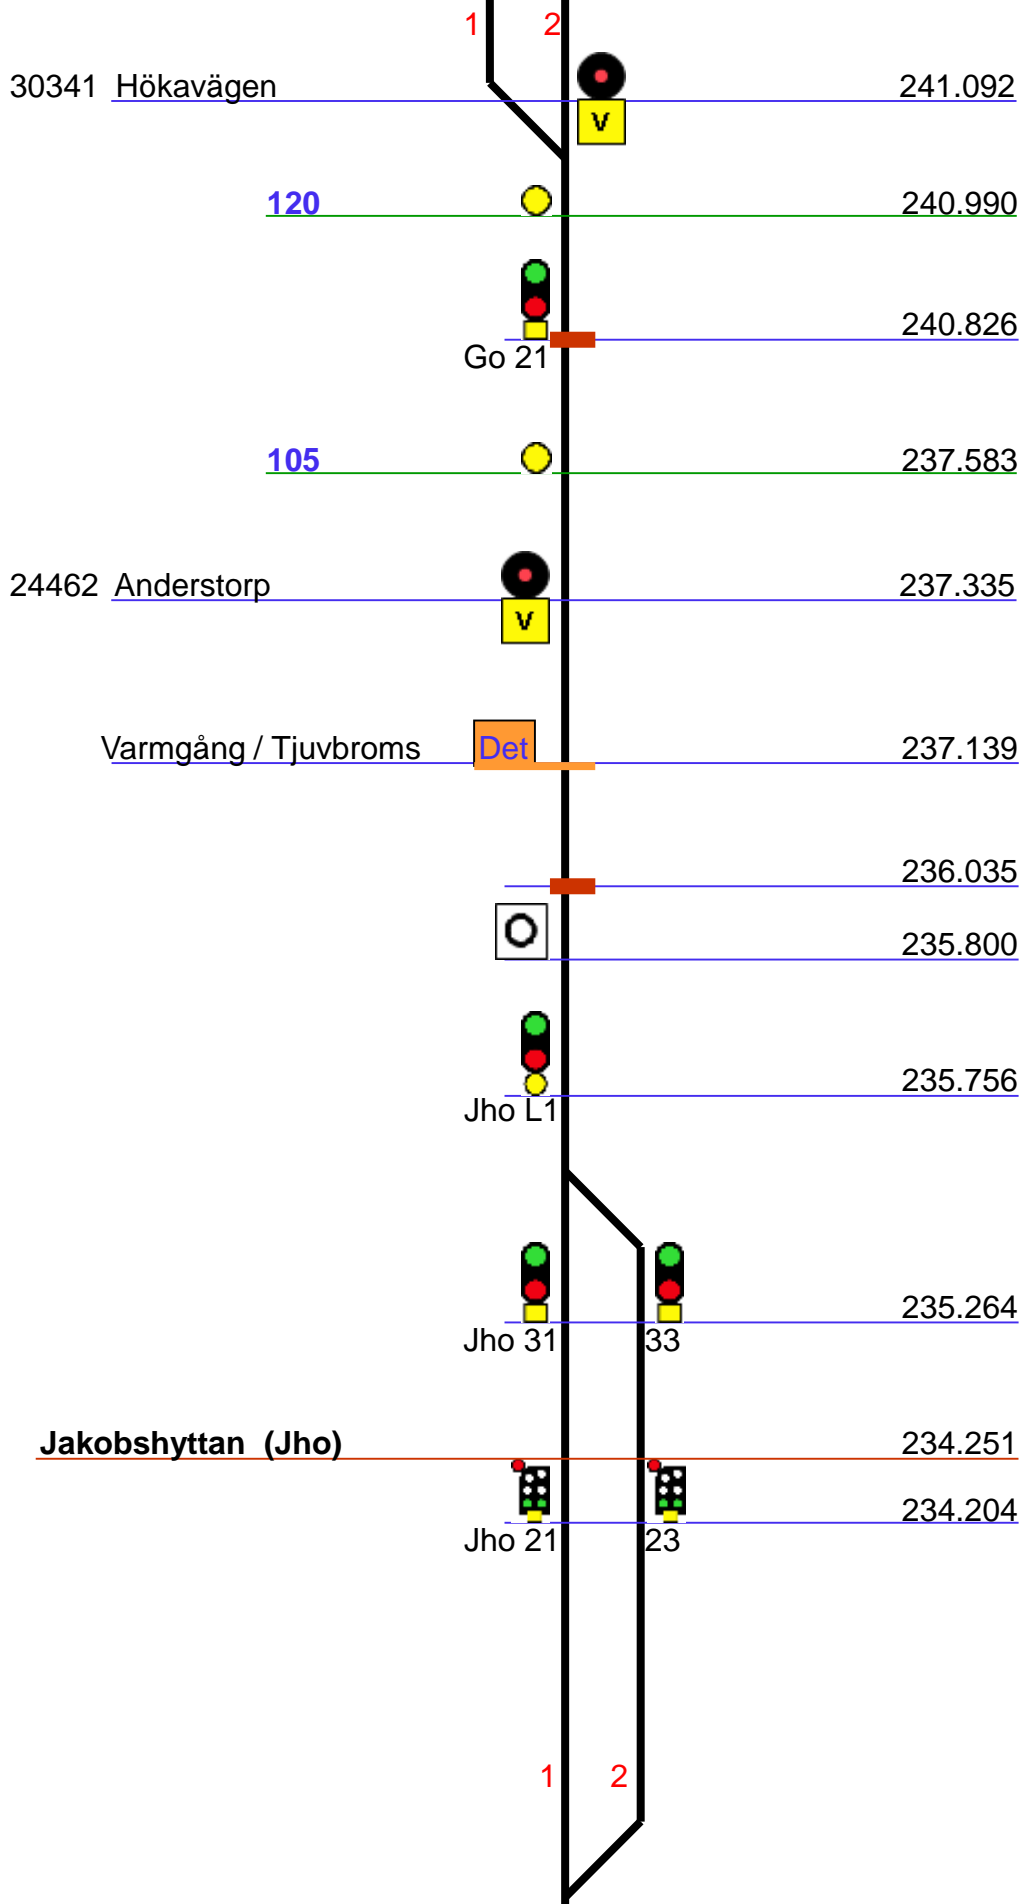 1 2
30341 Hökavägen 241.092
V
120 240.990
240.826
Go 21
105 237.583
24462 Anderstorp 237.335
V
Varmgång / Tjuvbroms Det 237.139
236.035
O 235.800
235.756
Jho L1
235.264
Jho 31 33
Jakobshyttan (Jho) 234.251
234.204
Jho 21 23
1 2